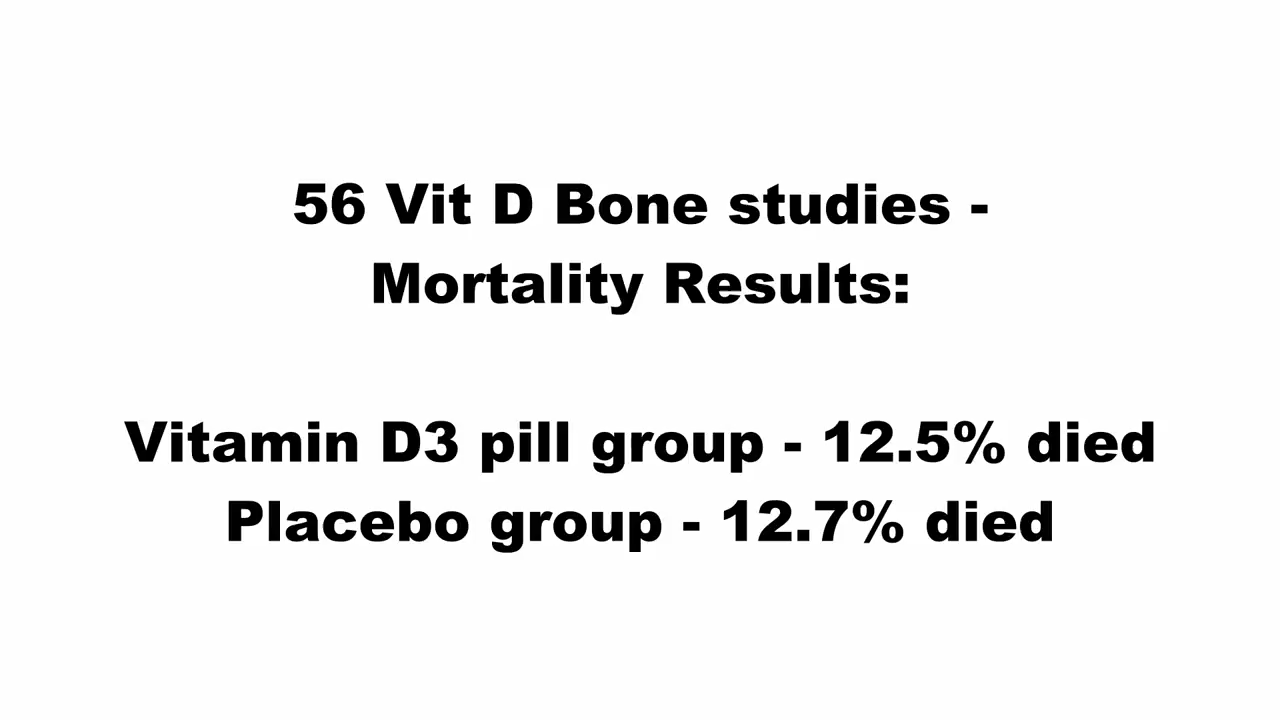 56 Vit D Bone studies -
Mortality Results:
Vitamin D3 pill group - 12.5% died
Placebo group - 12.7% died